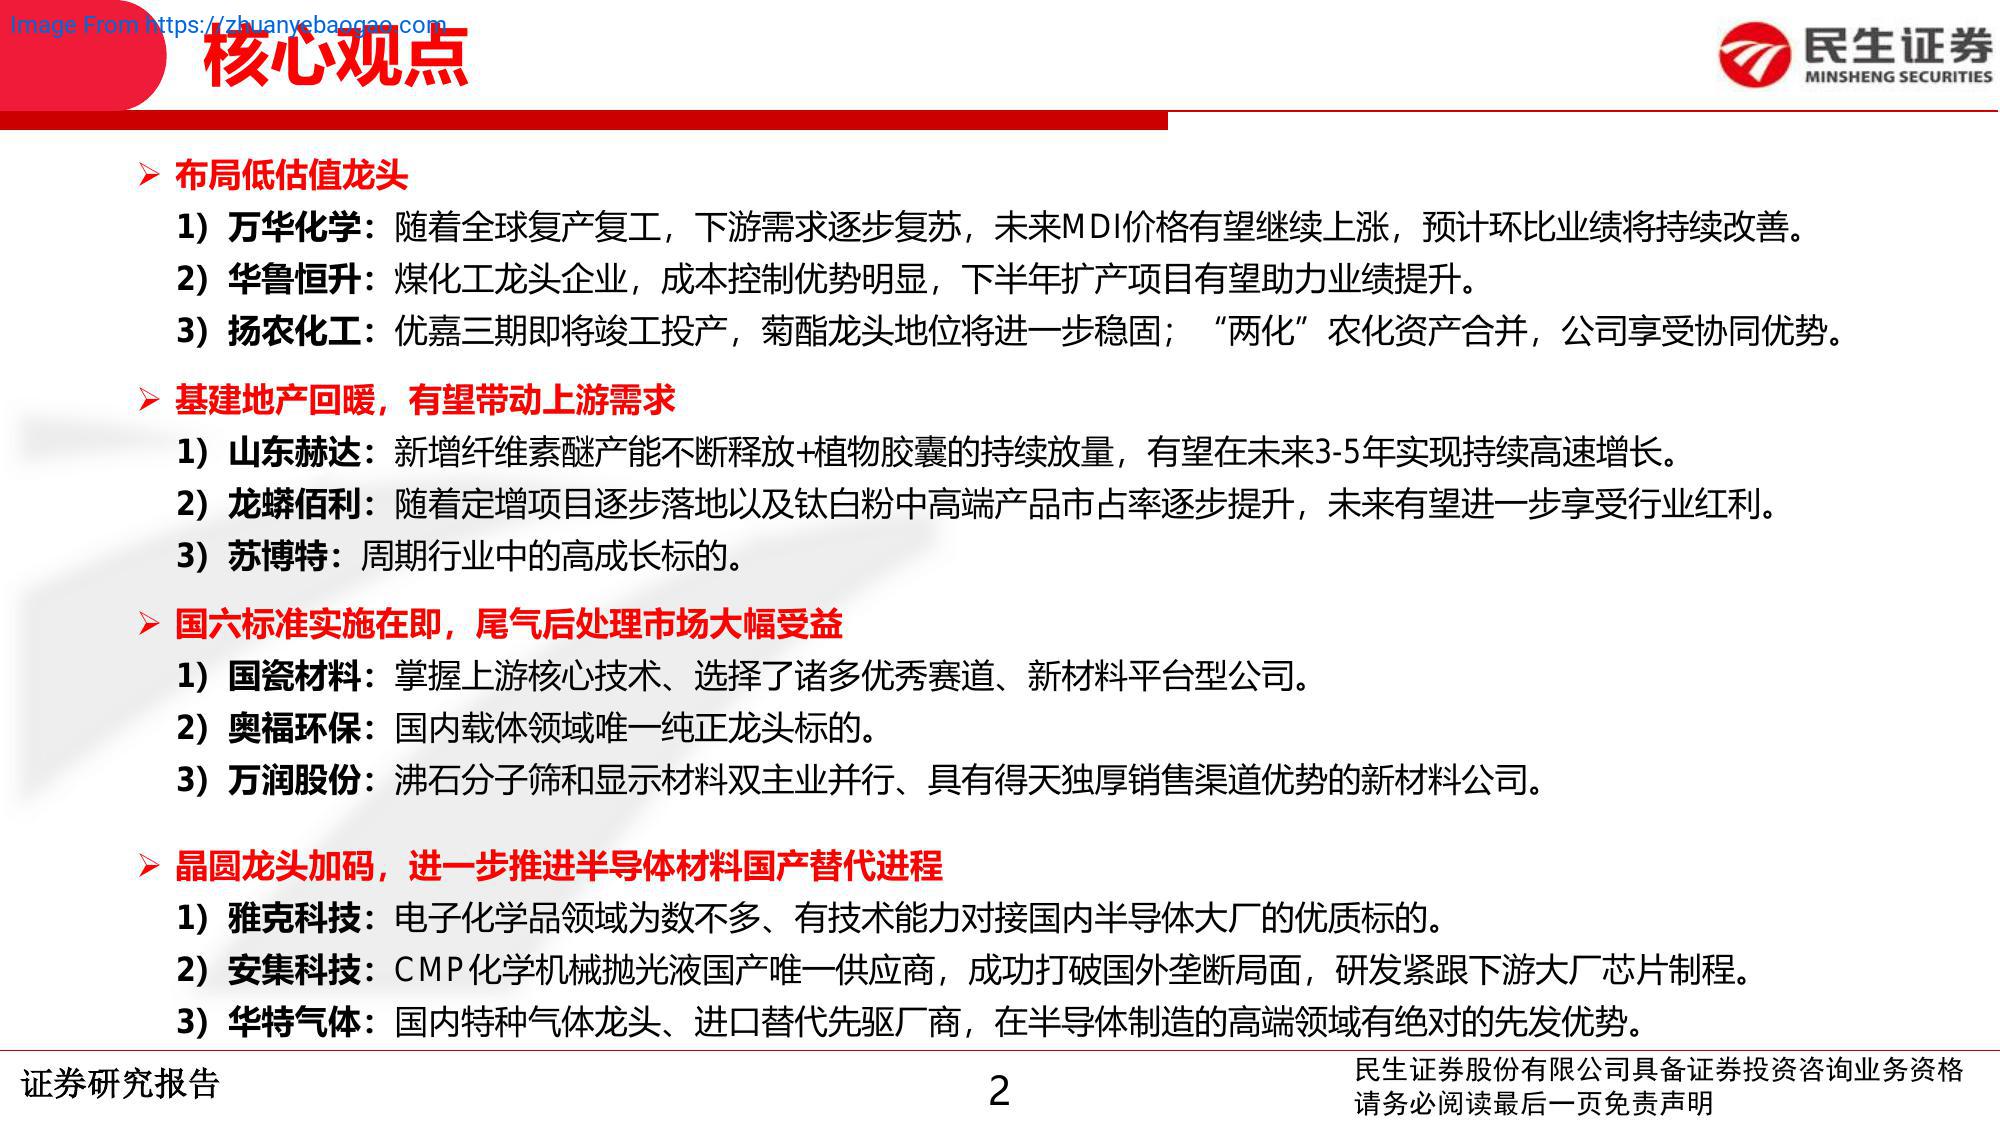 Image From https://zhuanyebaogao.com
核心观点
民生证券
MINSHENG SECURITIES
➢ 布局低估值龙头
1）万华化学：随着全球复产复工，下游需求逐步复苏，未来MDI价格有望继续上涨，预计环比业绩将持续改善。
2）华鲁恒升：煤化工龙头企业，成本控制优势明显，下半年扩产项目有望助力业绩提升。
3）扬农化工：优嘉三期即将竣工投产，菊酯龙头地位将进一步稳固；“两化”农化资产合并，公司享受协同优势。
➢ 基建地产回暖，有望带动上游需求
1）山东赫达：新增纤维素醚产能不断释放+植物胶囊的持续放量，有望在未来3-5年实现持续高速增长。
2）龙蟒佰利：随着定增项目逐步落地以及钛白粉中高端产品市占率逐步提升，未来有望进一步享受行业红利。
3）苏博特：周期行业中的高成长标的。
➢ 国六标准实施在即，尾气后处理市场大幅受益
1）国瓷材料：掌握上游核心技术、选择了诸多优秀赛道、新材料平台型公司。
2）奥福环保：国内载体领域唯一纯正龙头标的。
3）万润股份：沸石分子筛和显示材料双主业并行、具有得天独厚销售渠道优势的新材料公司。
➢ 晶圆龙头加码，进一步推进半导体材料国产替代进程
1）雅克科技：电子化学品领域为数不多、有技术能力对接国内半导体大厂的优质标的。
2）安集科技：CMP化学机械抛光液国产唯一供应商，成功打破国外垄断局面，研发紧跟下游大厂芯片制程。
3）华特气体：国内特种气体龙头、进口替代先驱厂商，在半导体制造的高端领域有绝对的先发优势。
证券研究报告
2
民生证券股份有限公司具备证券投资咨询业务资格
请务必阅读最后一页免责声明